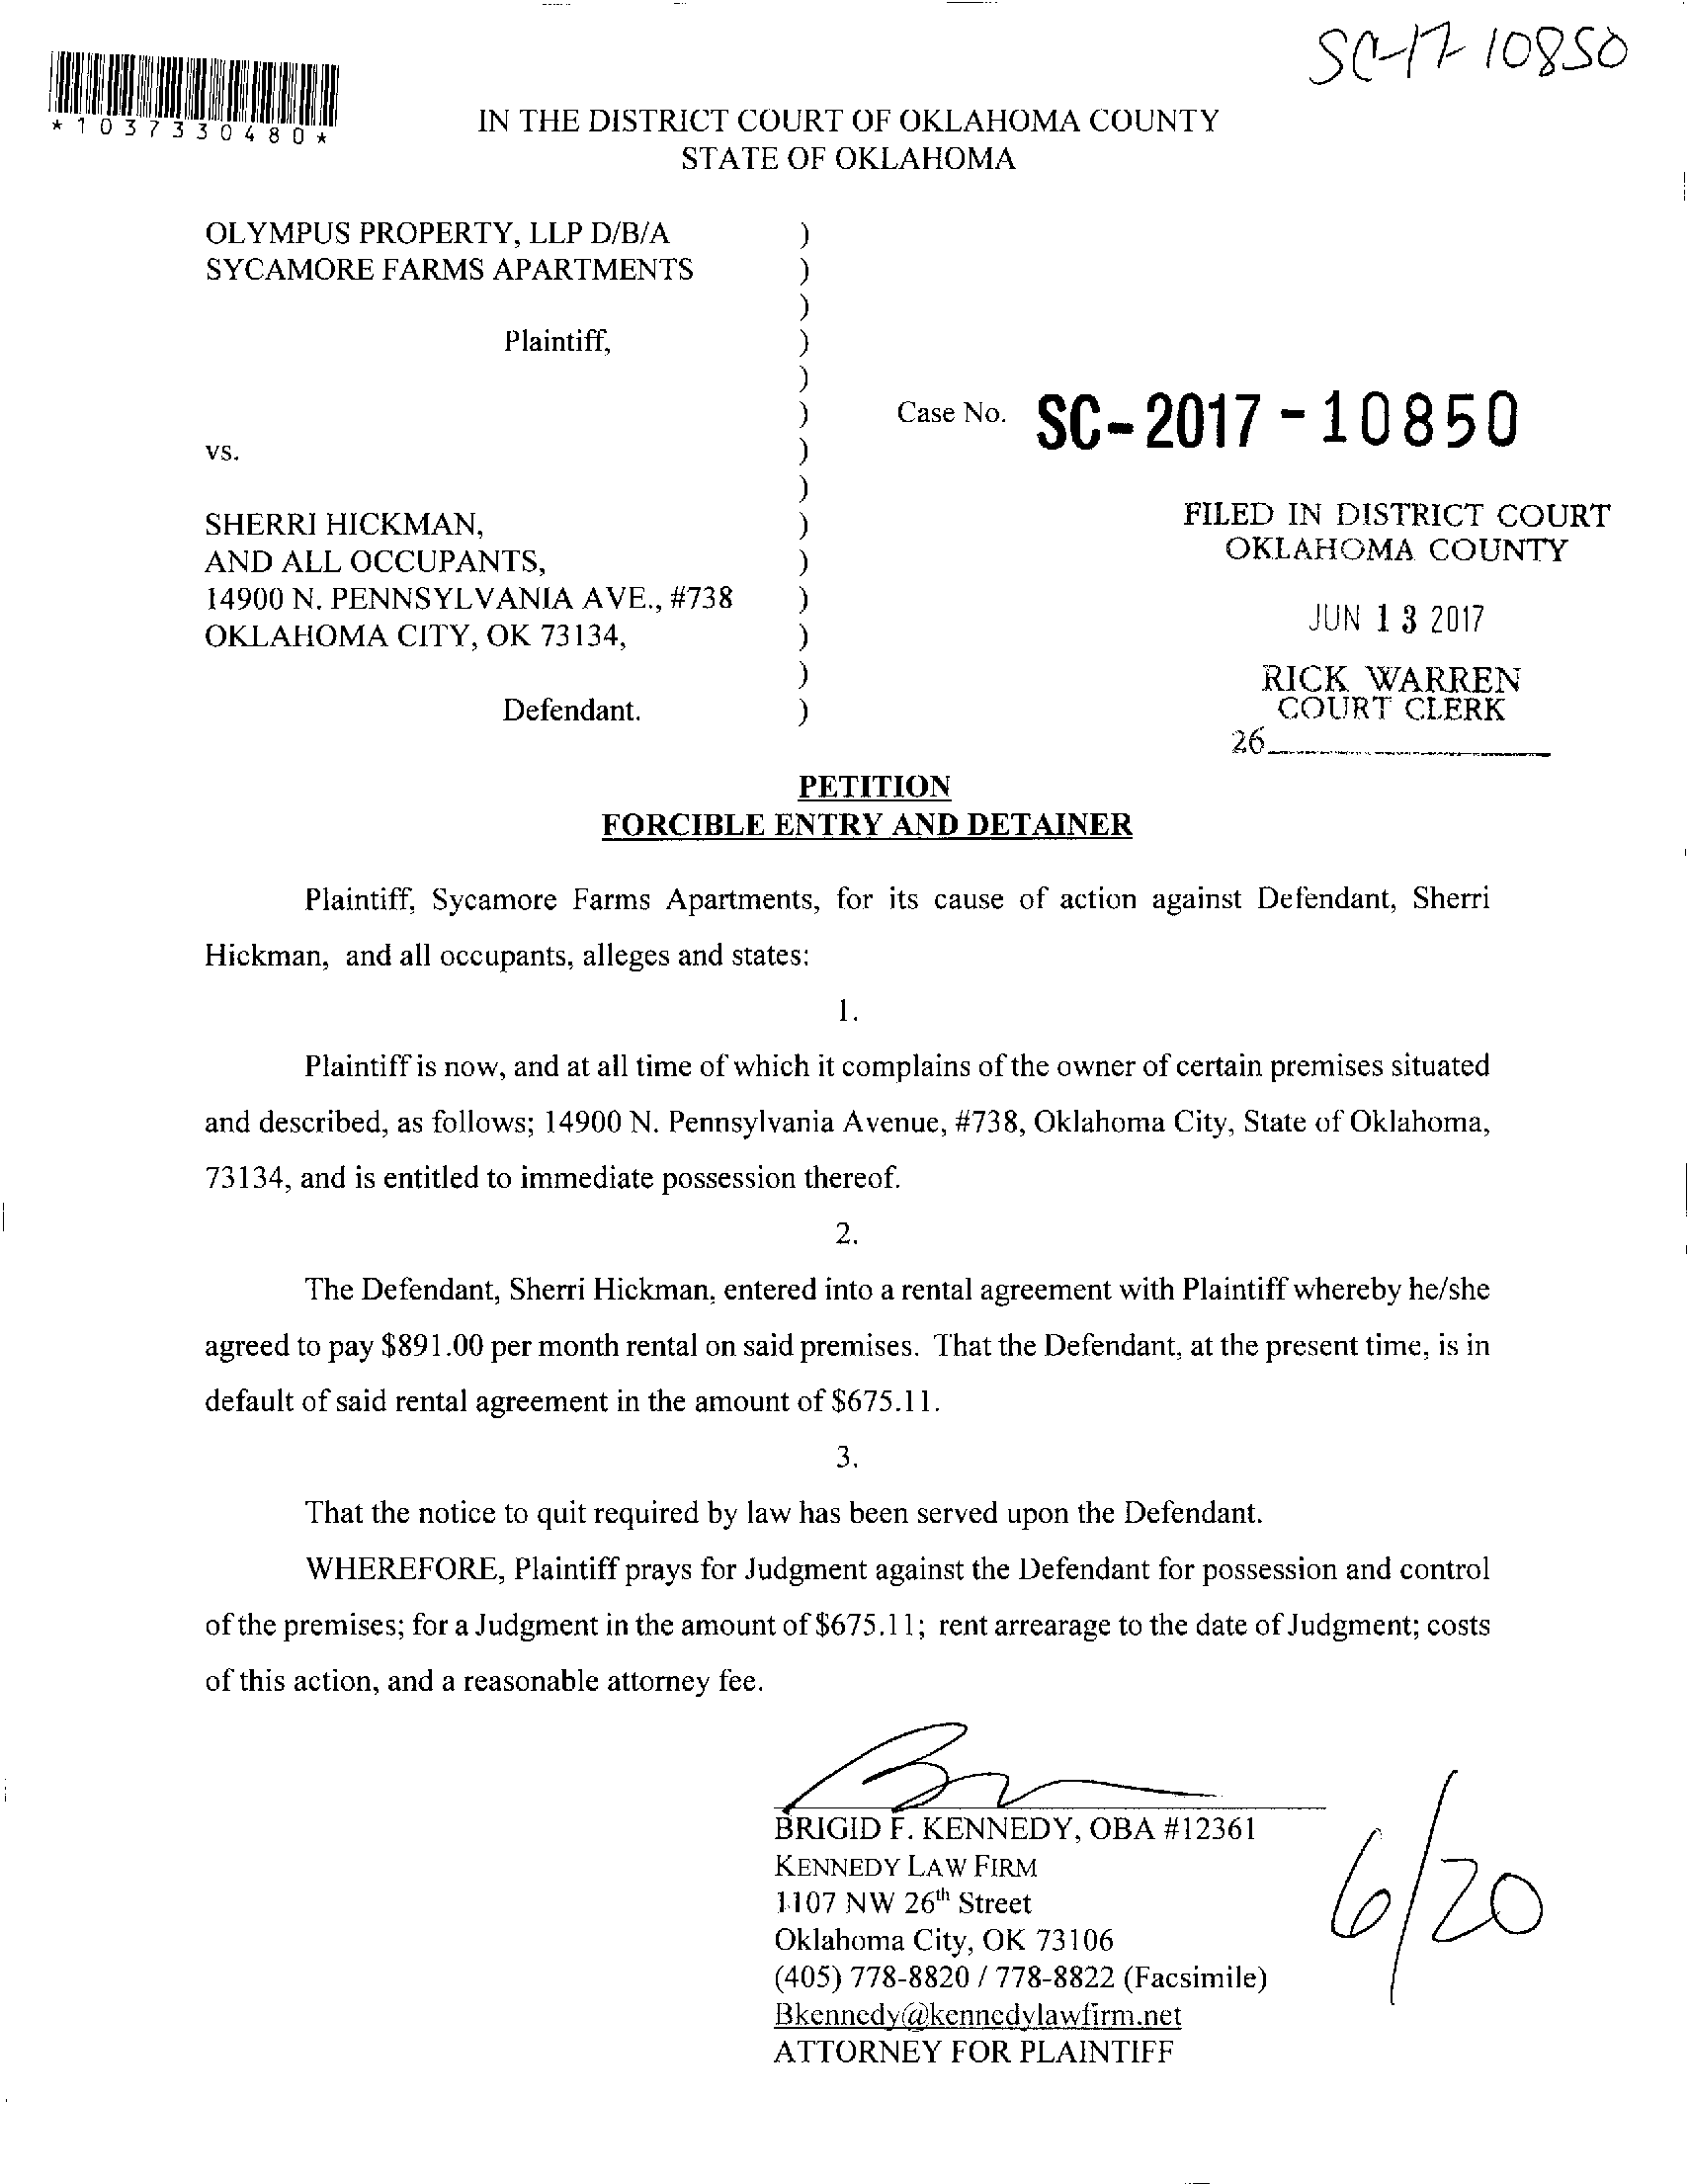 SC-17-10850
*1037330480*
IN THE DISTRICT COURT OF OKLAHOMA COUNTY
STATE OF OKLAHOMA
OLYMPUS PROPERTY, LLP D/B/A )
SYCAMORE FARMS APARTMENTS )
)
Plaintiff, )
)
) Case No. SC-2017-10850
vs. )
)
SHERRI HICKMAN, ) FILED IN DISTRICT COURT
AND ALL OCCUPANTS, ) OKLAHOMA COUNTY
14900 N. PENNSYLVANIA AVE., #738 )
OKLAHOMA CITY, OK 73134, ) JUN 13 2017
)
RICK WARREN
Defendant. ) COURT CLERK
26
PETITION
FORCIBLE ENTRY AND DETAINER
Plaintiff, Sycamore Farms Apartments, for its cause of action against Defendant, Sherri
Hickman, and all occupants, alleges and states:
1.
Plaintiff is now, and at all time of which it complains of the owner of certain premises situated
and described, as follows; 14900 N. Pennsylvania Avenue, #738, Oklahoma City, State of Oklahoma,
73134, and is entitled to immediate possession thereof.
2.
The Defendant, Sherri Hickman, entered into a rental agreement with Plaintiff whereby he/she
agreed to pay $891.00 per month rental on said premises. That the Defendant, at the present time, is in
default of said rental agreement in the amount of $675.11.
3.
That the notice to quit required by law has been served upon the Defendant.
WHEREFORE, Plaintiff prays for Judgment against the Defendant for possession and control
of the premises; for a Judgment in the amount of $675.11; rent arrearage to the date of Judgment; costs
of this action, and a reasonable attorney fee.
BRIGID F. KENNEDY, OBA #12361
KENNEDY LAW FIRM
1107 NW 26th Street
Oklahoma City, OK 73106
(405) 778-8820 / 778-8822 (Facsimile)
Bkennedy@kennedylawfirm.net
ATTORNEY FOR PLAINTIFF
6/20